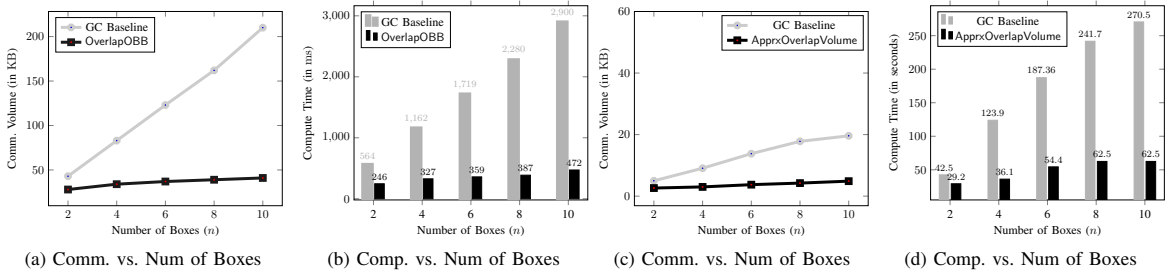 Comm. Volume (in KB)
200
150
100
50
GC Baseline
OverlapOBB
2 4 6 8 10
Number of Boxes (n)
(a) Comm. vs. Num of Boxes
Compute Time (in ms)
3,000
2,000
1,000
0
GC Baseline
OverlapOBB
564 1,162 1,719 2,280 2,900
246 327 359 387 472
2 4 6 8 10
Number of Boxes (n)
(b) Comp. vs. Num of Boxes
Comm. Volume (in KB)
60
40
20
0
GC Baseline
ApprxOverlapVolume
2 4 6 8 10
Number of Boxes (n)
(c) Comm. vs. Num of Boxes
Compute Time (in seconds)
250
200
150
100
50
GC Baseline
ApprxOverlapVolume
42.5 123.9 187.36 241.7 270.5
29.2 36.1 54.4 62.5 62.5
2 4 6 8 10
Number of Boxes (n)
(d) Comp. vs. Num of Boxes